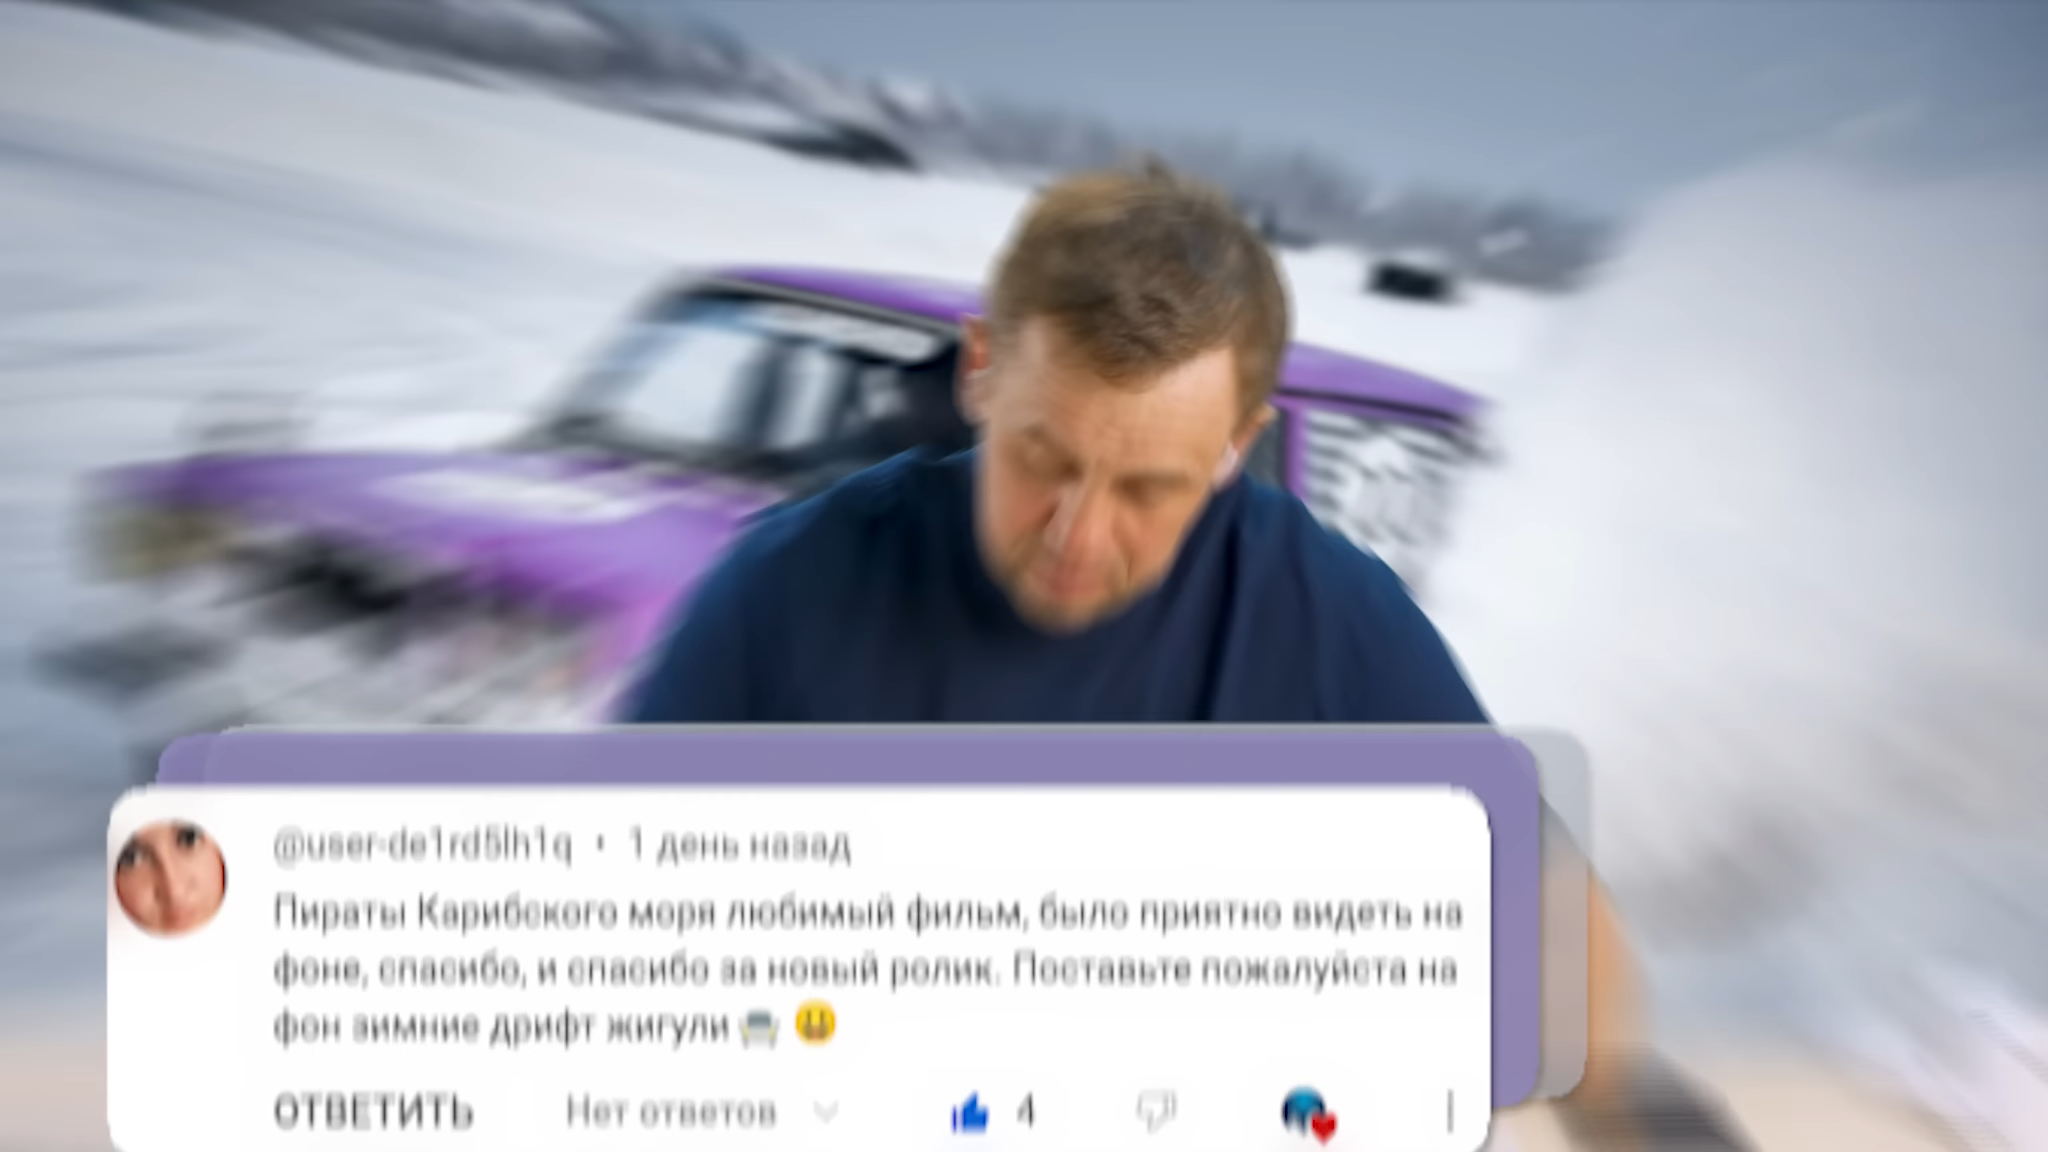 @user-de1rd5lh1q • 1 день назад
Пираты Карибского моря любимый фильм, было приятно видеть на
фоне, спасибо, и спасибо за новый ролик. Поставьте пожалуйста на
фон зимние дрифт жигули 🚘 😃
ОТВЕТИТЬ Нет ответов 4